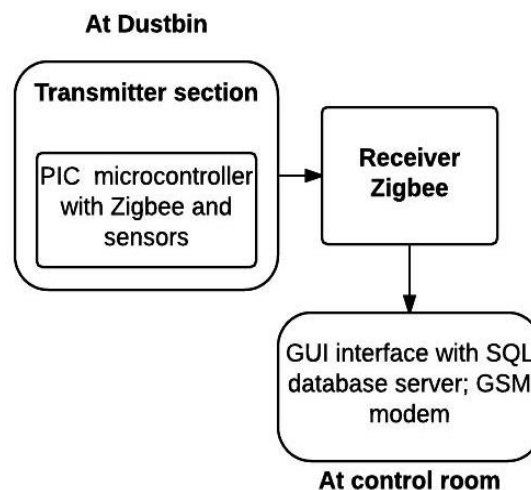 At Dustbin
Transmitter section
PIC microcontroller
with Zigbee and
sensors
Receiver
Zigbee
GUI interface with SQL
database server; GSM
modem
At control room